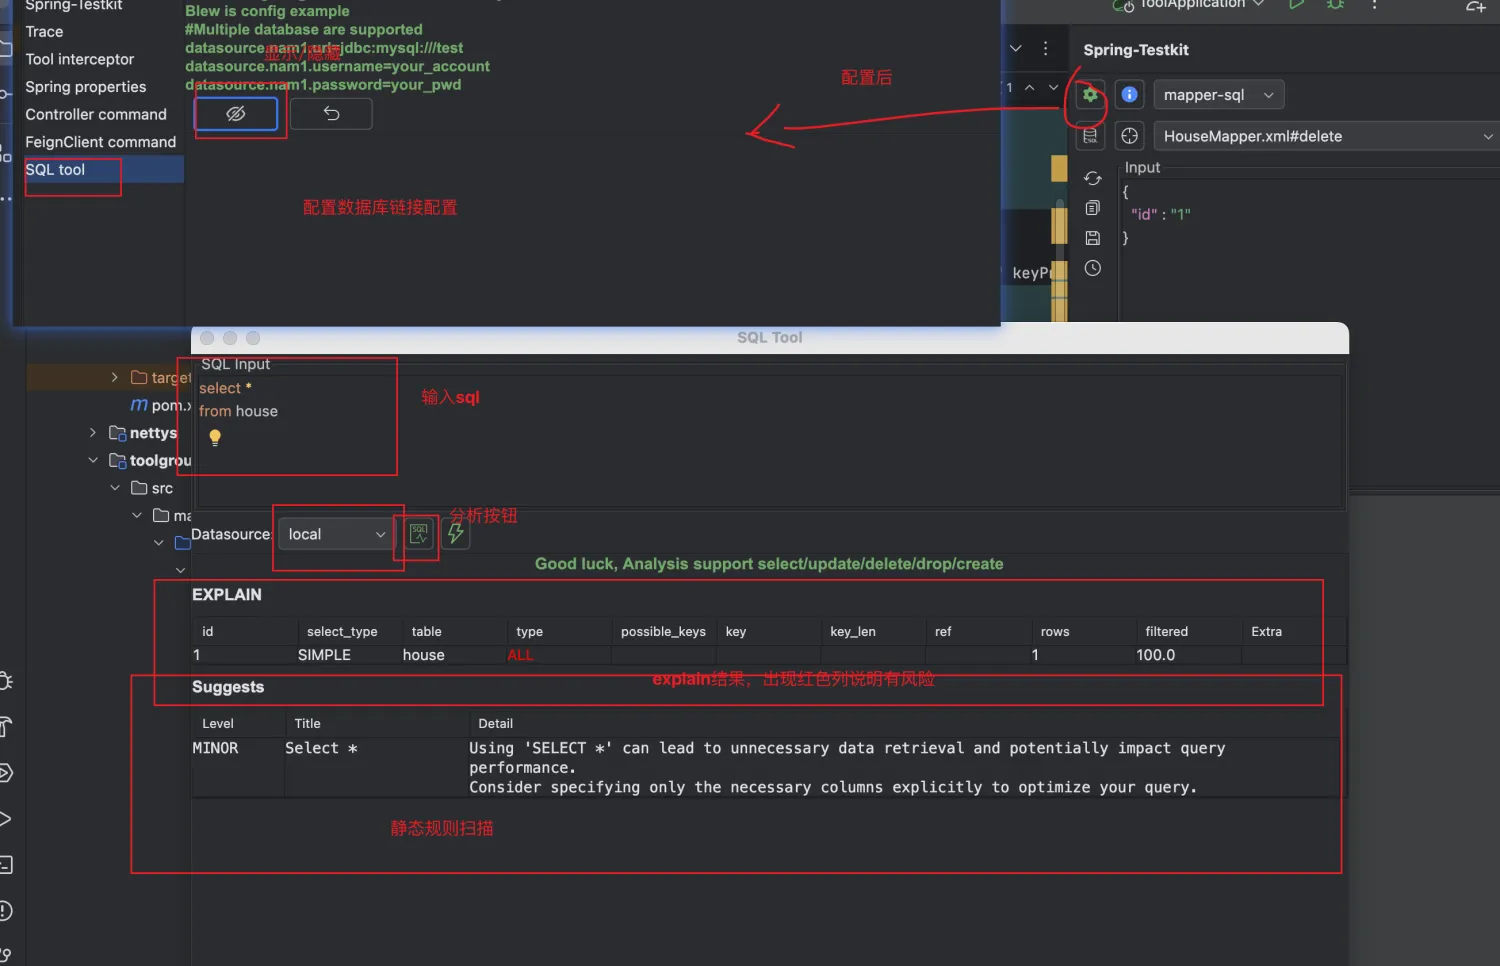 Spring-Testkit
Trace
Tool interceptor
Spring properties
Controller command
FeignClient command
SQL tool
Blew is config example
#Multiple database are supported
datasource.nam1.url=jdbc:mysql:///test
datasource.nam1.username=your_account
datasource.nam1.password=your_pwd
显示/隐藏
配置数据库链接配置
配置后
ToolApplication
1
Spring-Testkit
mapper-sql
HouseMapper.xml#delete
Input
{
"id" : "1"
}
keyPr
target
pom.x
nettys
toolgrou
src
ma
SQL Tool
SQL Input
select *
from house
输入sql
Datasource:
local
分析按钮
Good luck, Analysis support select/update/delete/drop/create
EXPLAIN
id select_type table type possible_keys key key_len ref rows filtered Extra
1 SIMPLE house ALL 1 100.0
explain结果，出现红色列说明有风险
Suggests
Level Title Detail
MINOR Select * Using 'SELECT *' can lead to unnecessary data retrieval and potentially impact query
performance.
Consider specifying only the necessary columns explicitly to optimize your query.
静态规则扫描